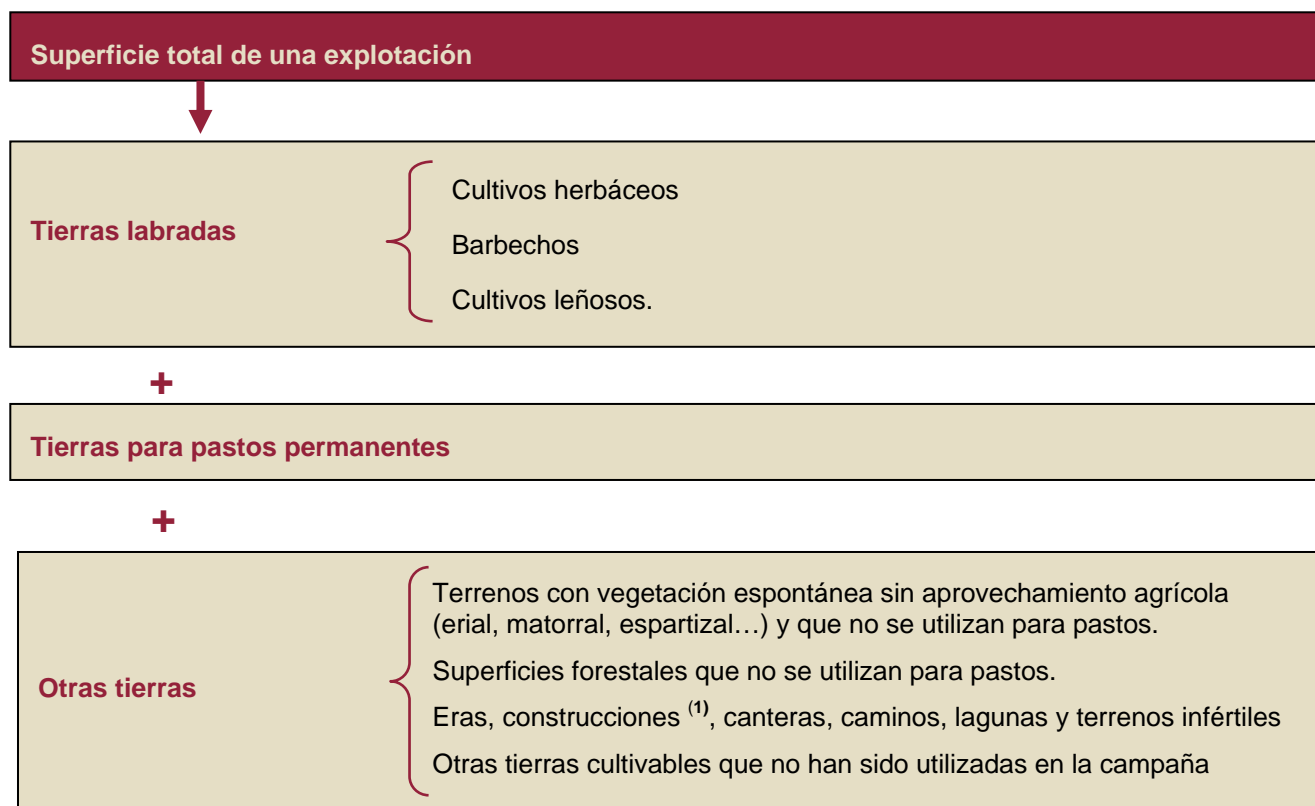 Superficie total de una explotación
Tierras labradas
Cultivos herbáceos
Barbechos
Cultivos leñosos.
+
Tierras para pastos permanentes
+
Otras tierras
Terrenos con vegetación espontánea sin aprovechamiento agrícola
(erial, matorral, espartizal…) y que no se utilizan para pastos.
Superficies forestales que no se utilizan para pastos.
Eras, construcciones (1), canteras, caminos, lagunas y terrenos infértiles
Otras tierras cultivables que no han sido utilizadas en la campaña